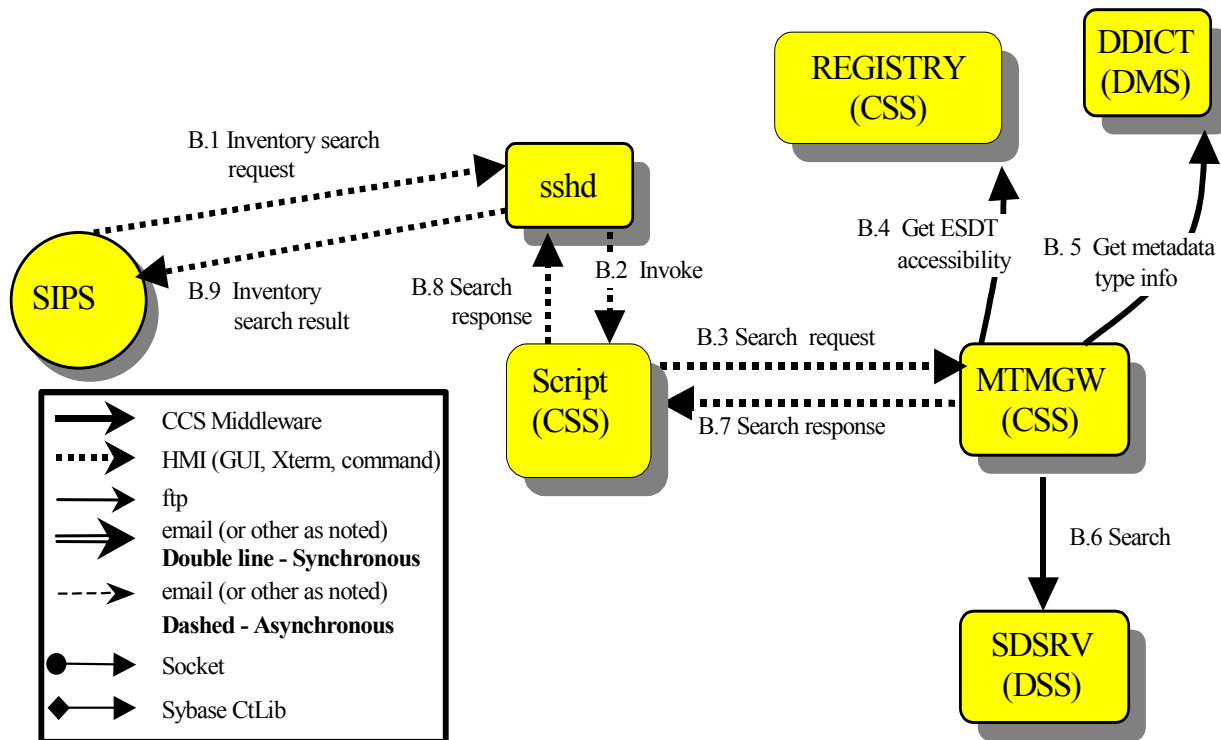 DDICT
(DMS)
REGISTRY
(CSS)
B.1 Inventory search
request
sshd
B.4 Get ESDT
accessibility
B. 5 Get metadata
type info
B.2 Invoke
B.8 Search
response
SIPS
B.9 Inventory
search result
B.3 Search request
Script
(CSS)
MTMGW
(CSS)
B.7 Search response
B.6 Search
SDSRV
(DSS)
CCS Middleware
HMI (GUI, Xterm, command)
ftp
email (or other as noted)
Double line - Synchronous
email (or other as noted)
Dashed - Asynchronous
Socket
Sybase CtLib